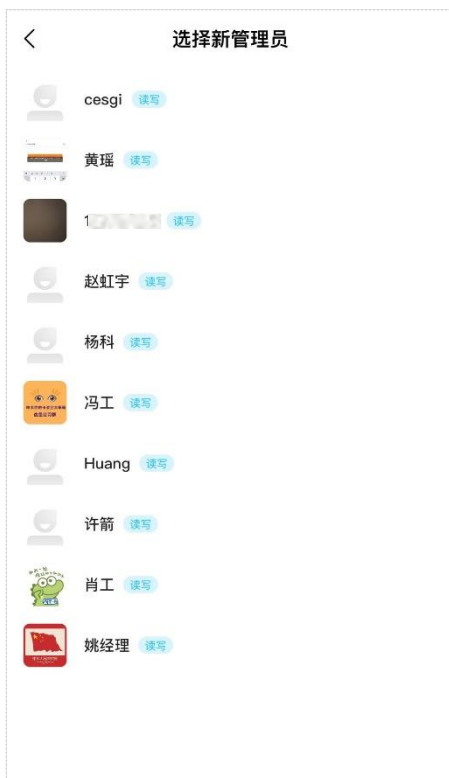 选择新管理员
cesgi 读写
黄瑶 读写
1 读写
赵虹宇 读写
杨科 读写
冯工 读写
Huang 读写
许箭 读写
肖工 读写
姚经理 读写